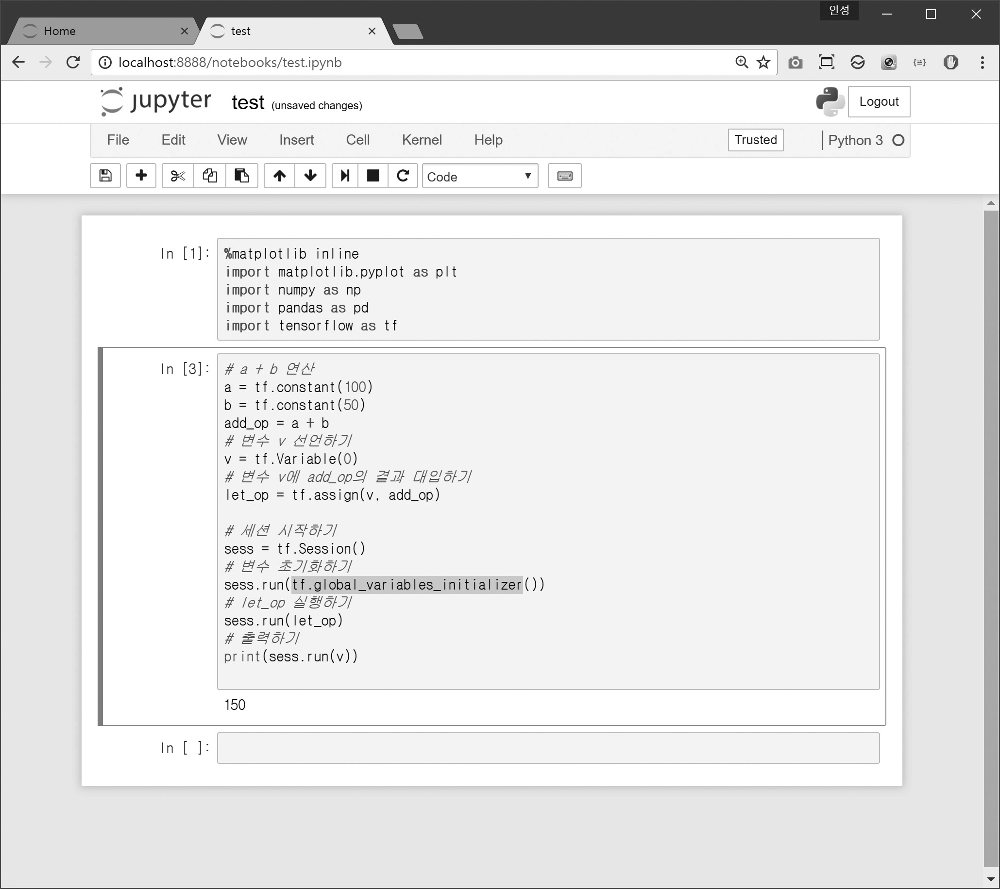 인성
Home
test
localhost:8888/notebooks/test.ipynb
jupyter test (unsaved changes)
Logout
File Edit View Insert Cell Kernel Help Trusted Python 3
Code
In [1]: %matplotlib inline
import matplotlib.pyplot as plt
import numpy as np
import pandas as pd
import tensorflow as tf
In [3]: # a + b 연산
a = tf.constant(100)
b = tf.constant(50)
add_op = a + b
# 변수 v 선언하기
v = tf.Variable(0)
# 변수 v에 add_op의 결과 대입하기
let_op = tf.assign(v, add_op)
# 세션 시작하기
sess = tf.Session()
# 변수 초기화하기
sess.run(tf.global_variables_initializer())
# let_op 실행하기
sess.run(let_op)
# 출력하기
print(sess.run(v))
150
In [ ]: